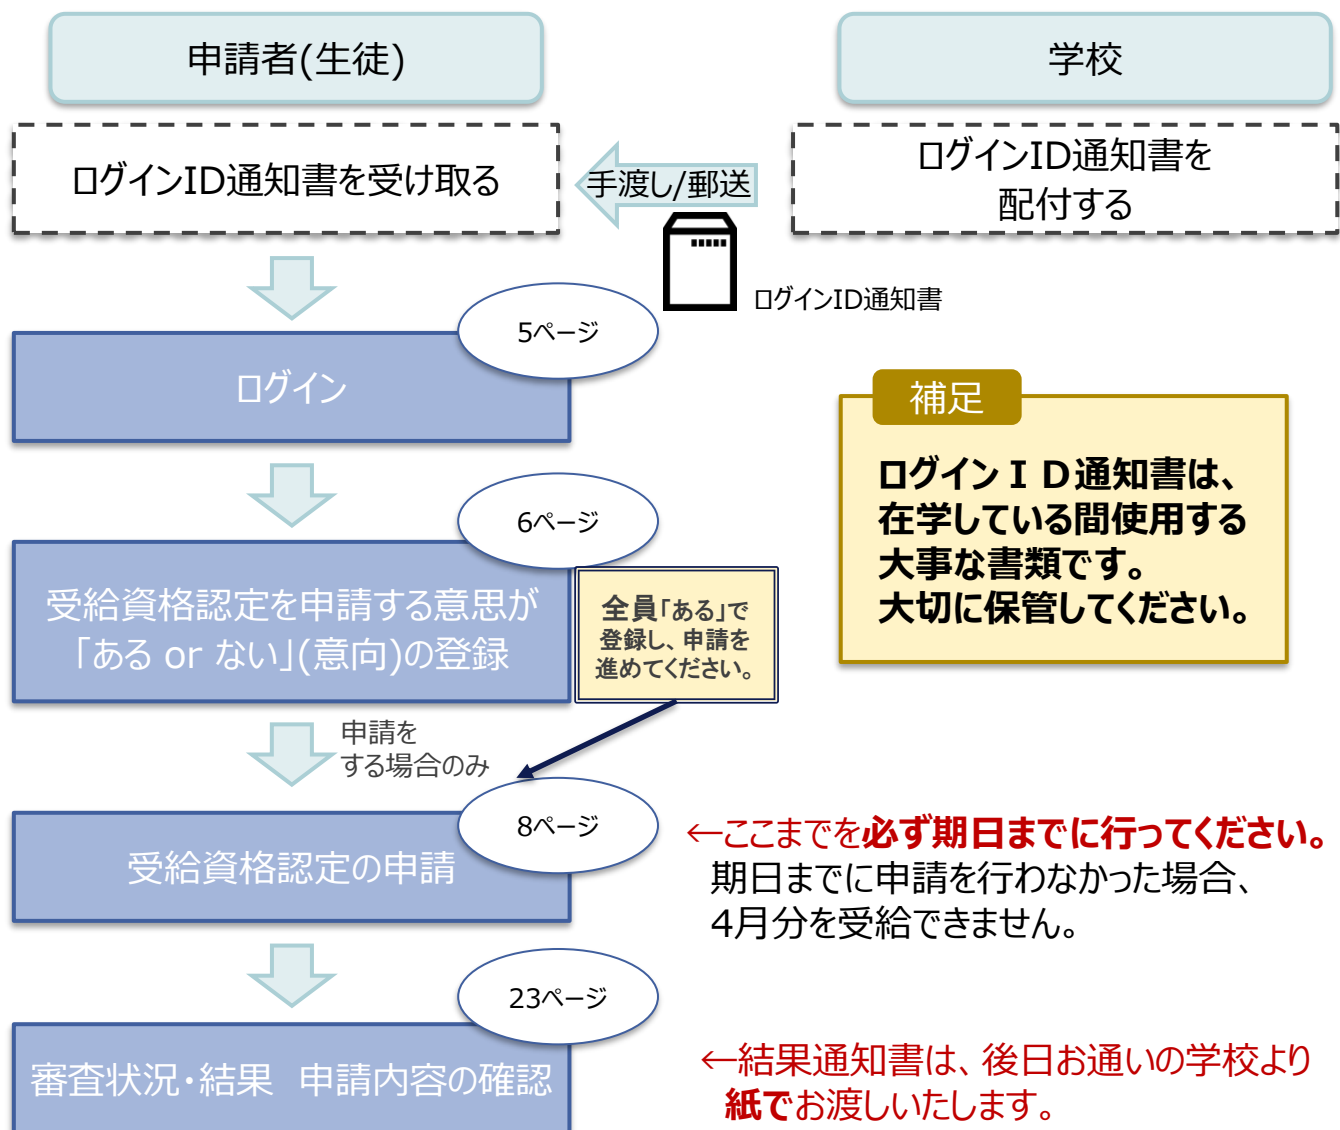 申請者(生徒)
学校
ログインID通知書を受け取る
手渡し/郵送
ログインID通知書を
配付する
ログインID通知書
5ページ
ログイン
補足
ログインＩＤ通知書は、
在学している間使用する
大事な書類です。
大切に保管してください。
6ページ
受給資格認定を申請する意思が
「ある or ない」(意向)の登録
全員「ある」で
登録し、申請を
進めてください。
申請を
する場合のみ
8ページ
受給資格認定の申請
←ここまでを必ず期日までに行ってください。
期日までに申請を行わなかった場合、
4月分を受給できません。
23ページ
審査状況・結果　申請内容の確認
←結果通知書は、後日お通いの学校より
紙でお渡しいたします。